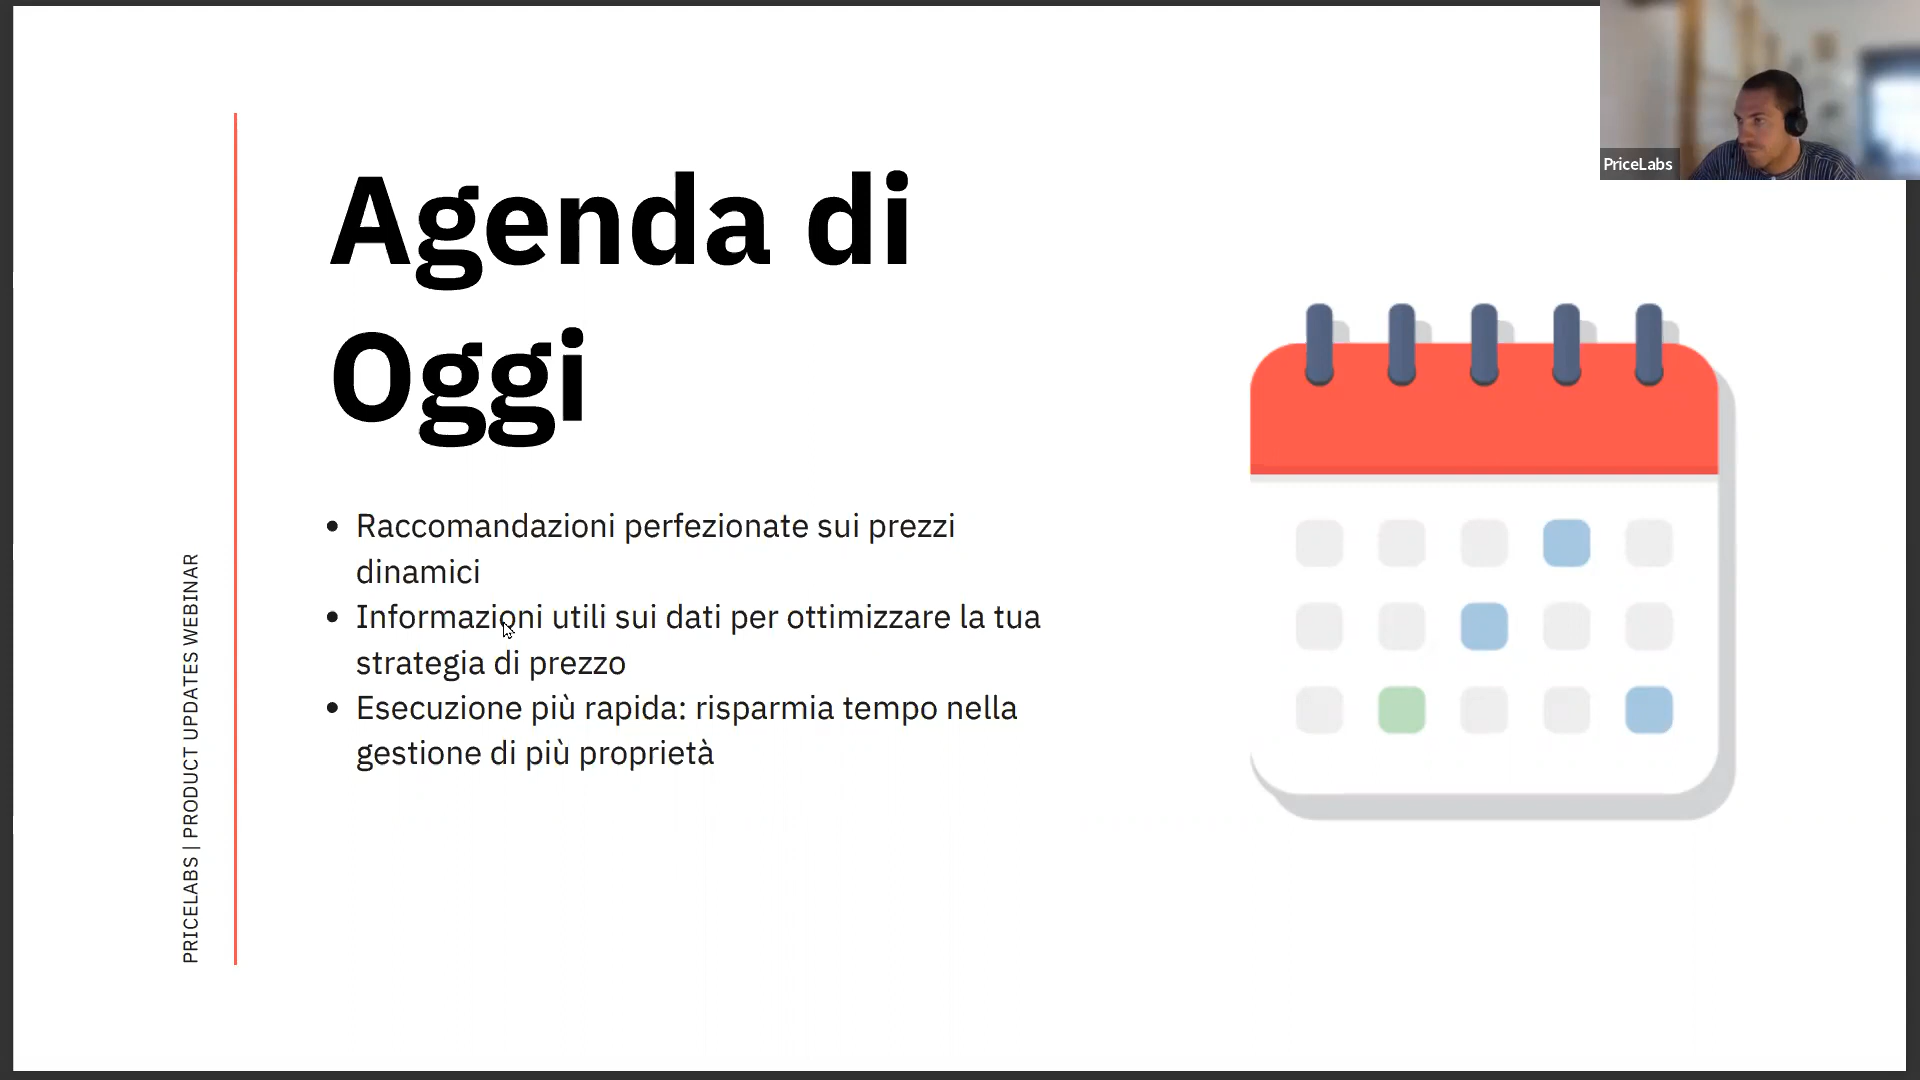 Agenda di
Oggi
• Raccomandazioni perfezionate sui prezzi
dinamici
• Informazioni utili sui dati per ottimizzare la tua
strategia di prezzo
• Esecuzione più rapida: risparmia tempo nella
gestione di più proprietà
PRICELABS | PRODUCT UPDATES WEBINAR
PriceLabs